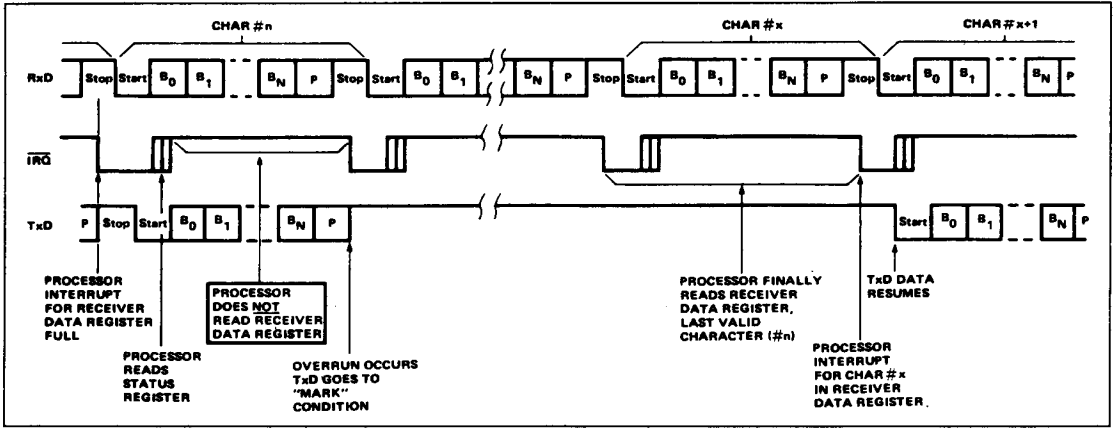 CHAR #n
CHAR #x
CHAR #x+1
RxD
Stop Start B0 B1 BN P Stop Start B0 B1 BN P Stop Start B0 B1 BN P Stop Start B0 B1 BN P
IRQ
TxD
P Stop Start B0 B1 BN P Start B0 B1 BN P
PROCESSOR
INTERRUPT
FOR RECEIVER
DATA REGISTER
FULL
PROCESSOR
READS
STATUS
REGISTER
PROCESSOR
DOES NOT
READ RECEIVER
DATA REGISTER
OVERRUN OCCURS
TxD GOES TO
"MARK"
CONDITION
PROCESSOR FINALLY
READS RECEIVER
DATA REGISTER,
LAST VALID
CHARACTER (#n)
PROCESSOR
INTERRUPT
FOR CHAR #x
IN RECEIVER
DATA REGISTER
TxD DATA
RESUMES